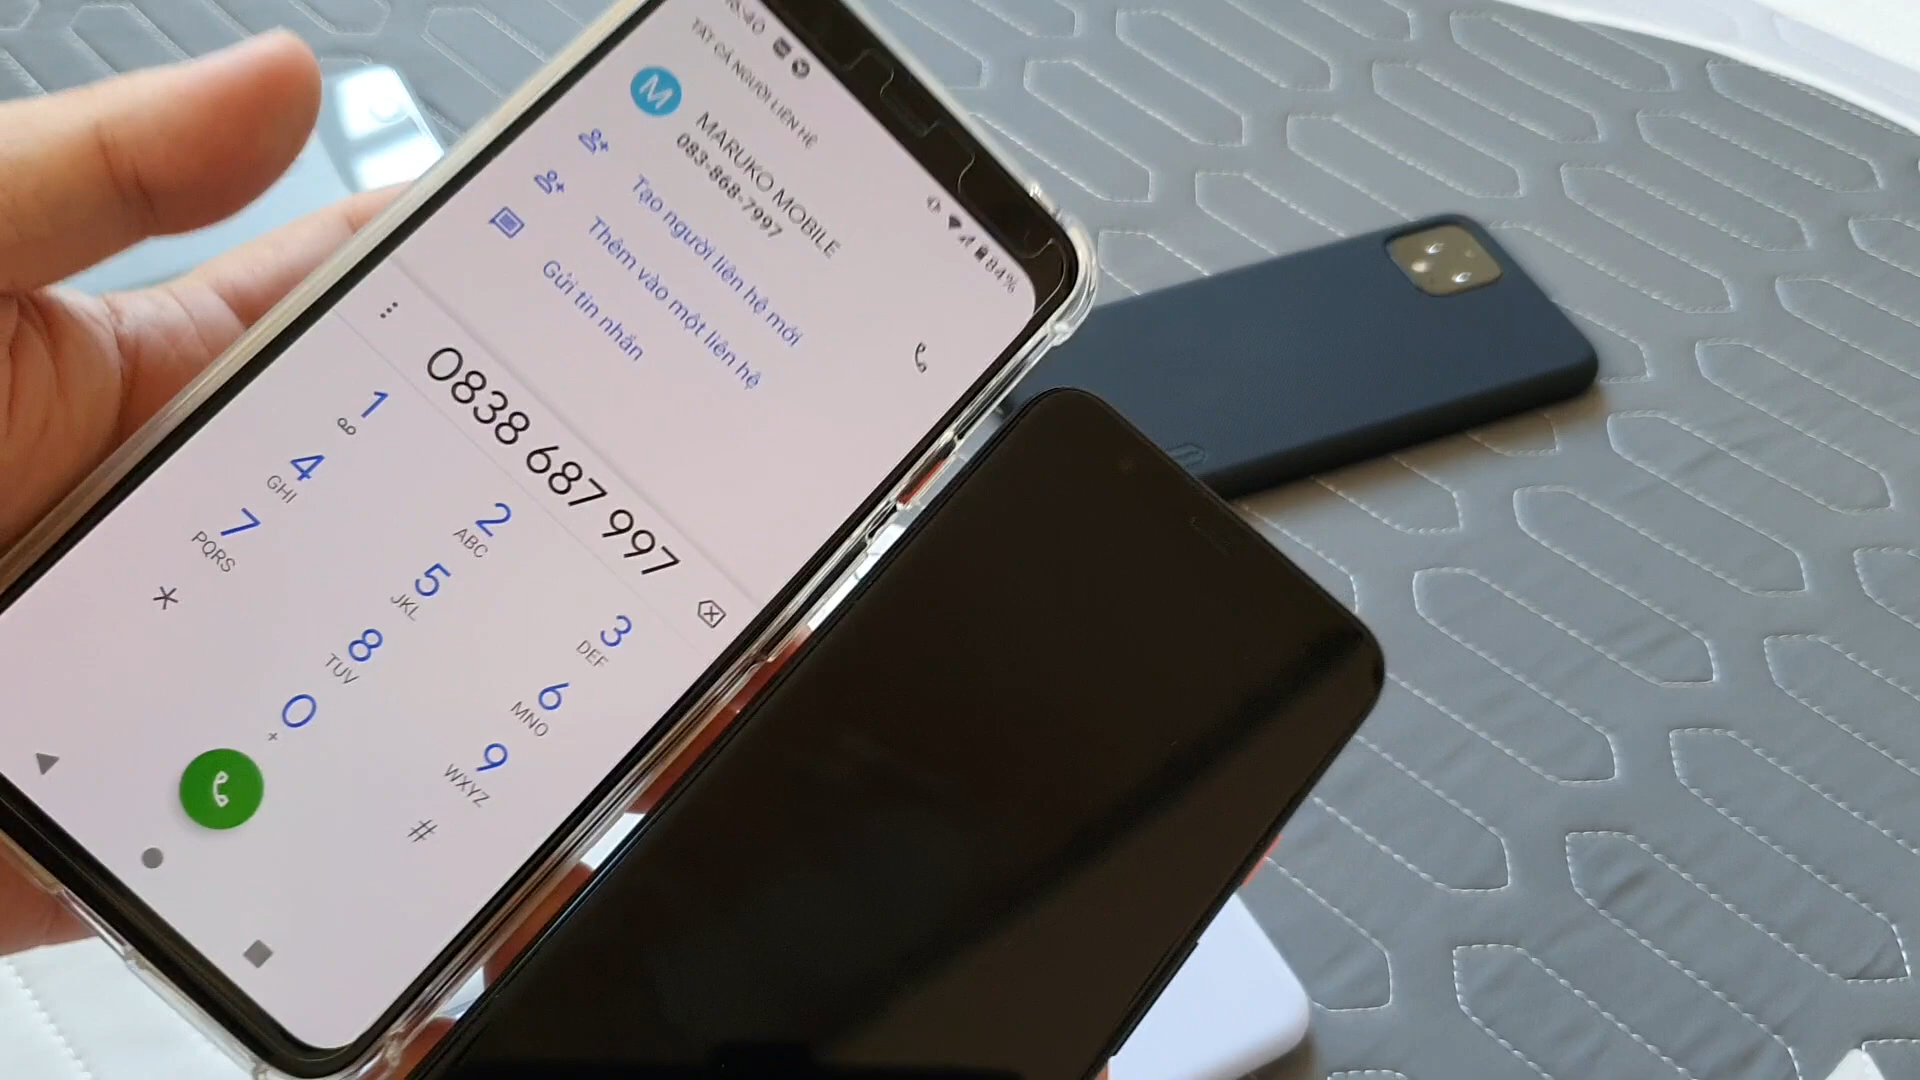 TẤT CẢ NGƯỜI LIÊN HỆ
84%
M
MARUKO MOBILE
083-868-7997
Tạo người liên hệ mới
Thêm vào một liên hệ
Gửi tin nhắn
0838 687 997
1
2
ABC
3
DEF
4
GHI
5
JKL
6
MNO
7
PQRS
8
TUV
9
WXYZ
*
0
+
#